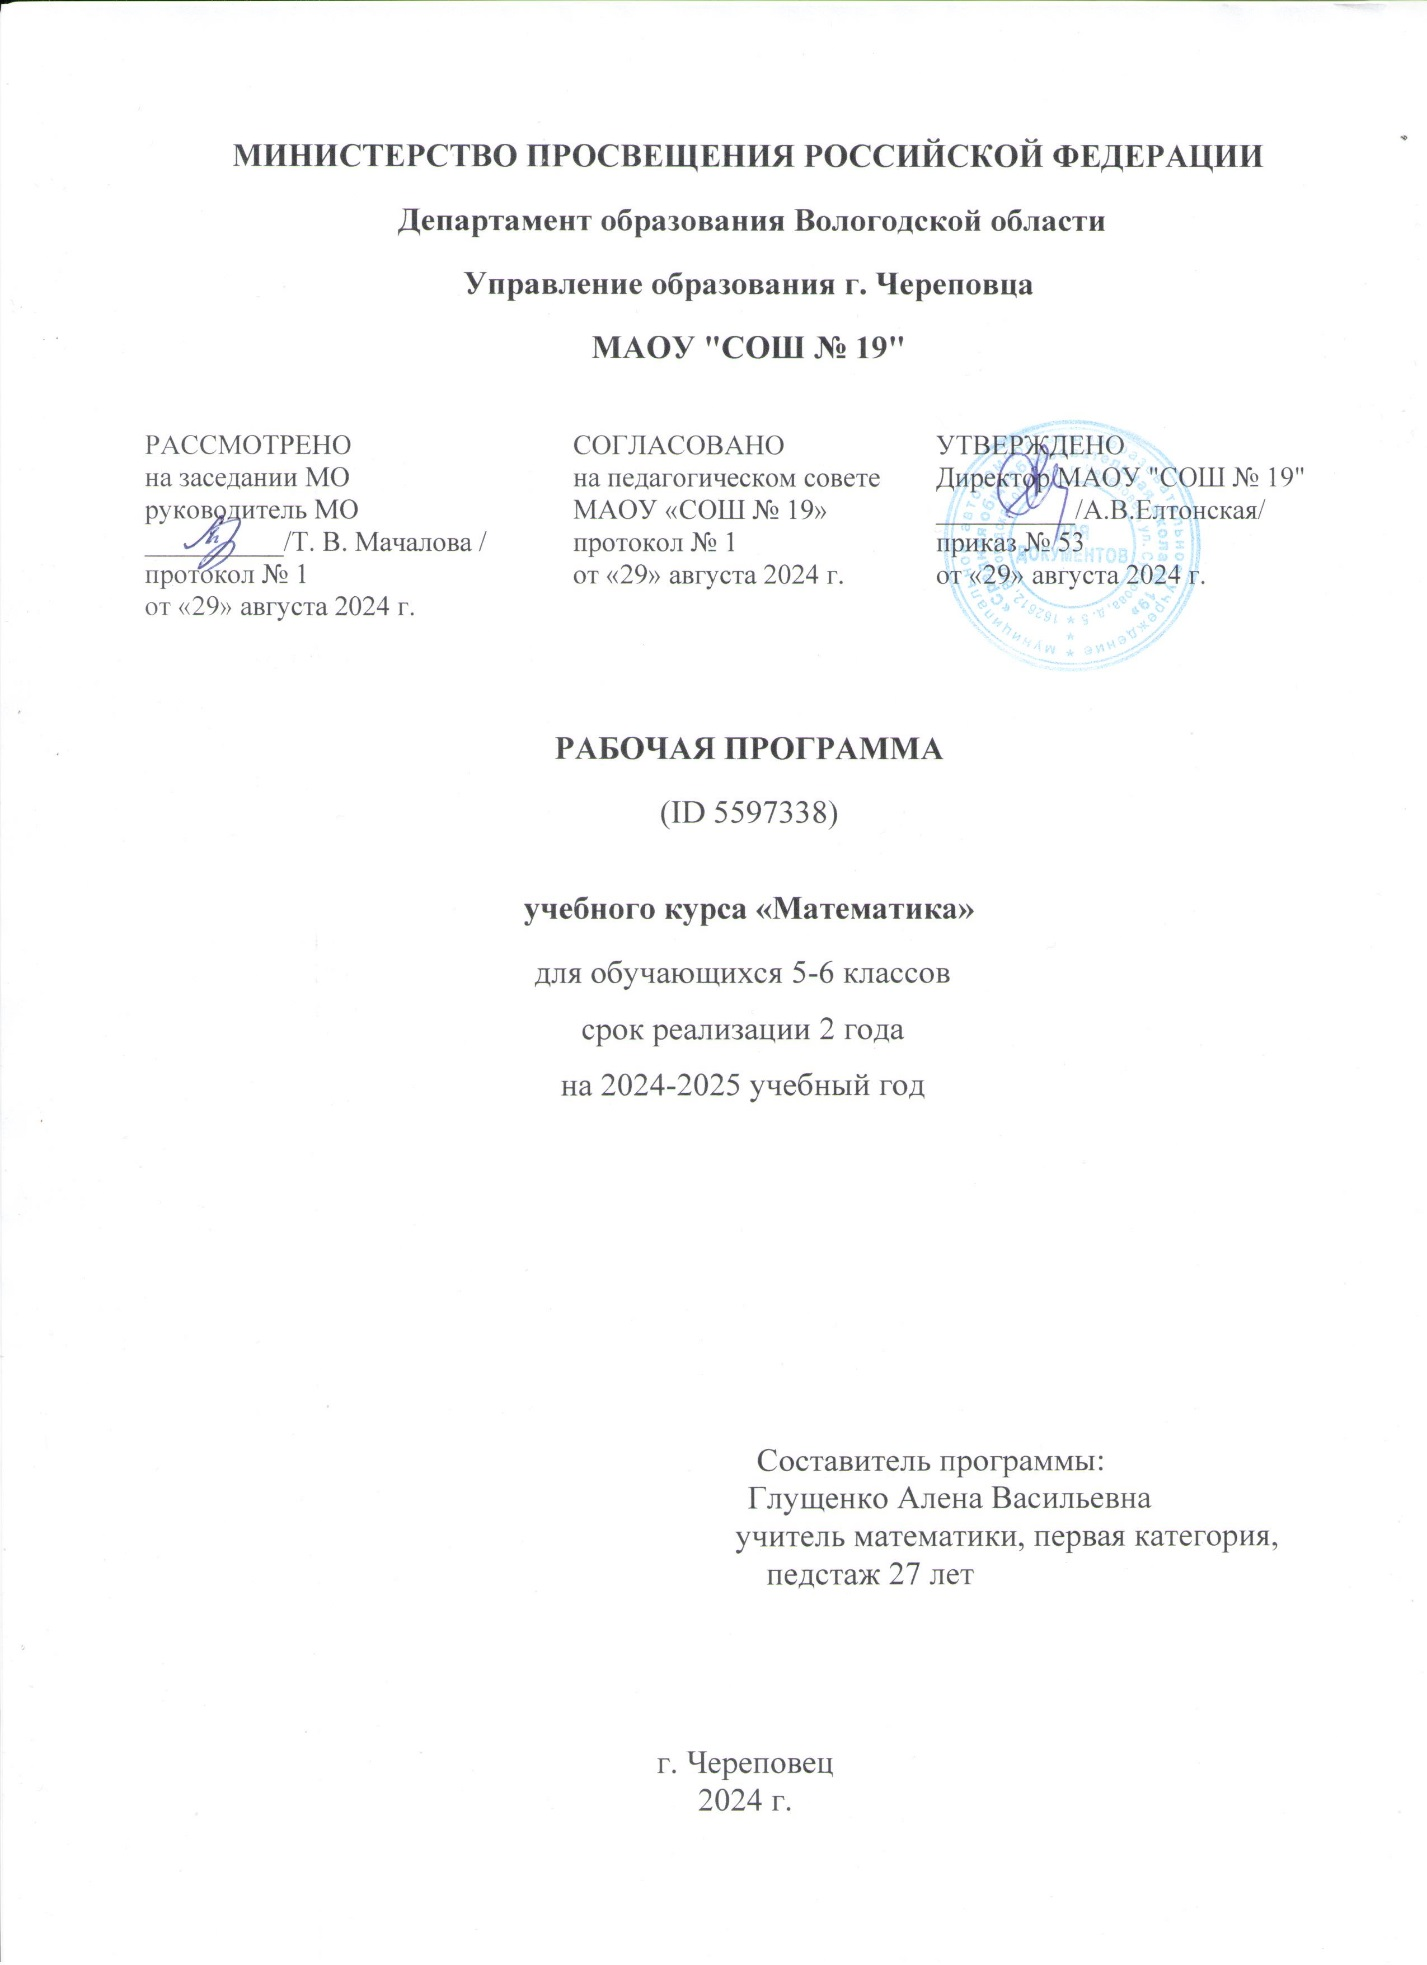 МИНИСТЕРСТВО ПРОСВЕЩЕНИЯ РОССИЙСКОЙ ФЕДЕРАЦИИ
Департамент образования Вологодской области
Управление образования г. Череповца
МАОУ "СОШ № 19"
РАССМОТРЕНО
на заседании МО
руководитель МО
__________/Т. В. Мачалова /
протокол № 1
от «29» августа 2024 г.
СОГЛАСОВАНО
на педагогическом совете
МАОУ «СОШ № 19»
протокол № 1
от «29» августа 2024 г.
УТВЕРЖДЕНО
Директор МАОУ "СОШ № 19"
__________/А.В.Елтонская/
приказ № 53
от «29» августа 2024 г.
ДОКУМЕНТОВ
РАБОЧАЯ ПРОГРАММА
(ID 5597338)
учебного курса «Математика»
для обучающихся 5-6 классов
срок реализации 2 года
на 2024-2025 учебный год
Составитель программы:
Глущенко Алена Васильевна
учитель математики, первая категория,
педстаж 27 лет
г. Череповец
2024 г.